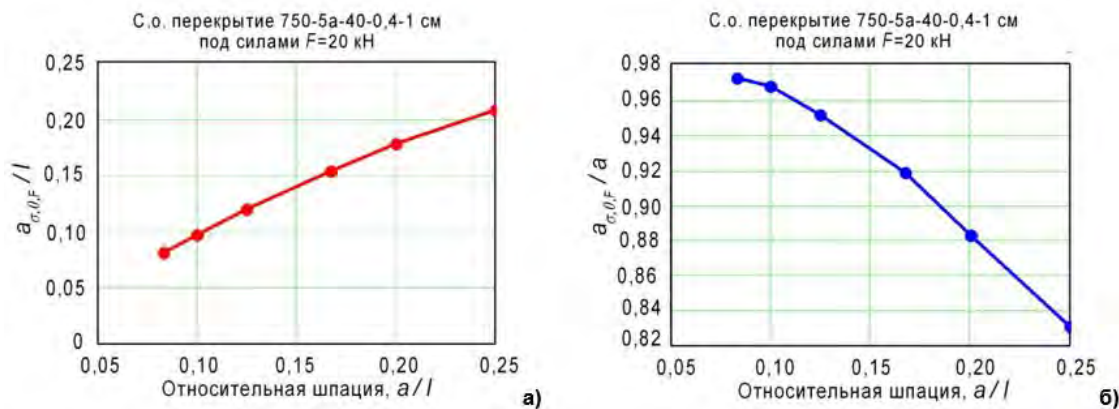 С.о. перекрытие 750-5а-40-0,4-1 см
под силами F=20 кН
0,25
0,20
0,15
0,10
0,05
0
a σ,0,F / l
0,05
0,10
0,15
0,20
0,25
Относительная шпация, a / l
а)
С.о. перекрытие 750-5а-40-0,4-1 см
под силами F=20 кН
0,98
0,96
0,94
0,92
0,90
0,88
0,86
0,84
0,82
a σ,0,F / a
0,05
0,10
0,15
0,20
0,25
Относительная шпация, a / l
б)